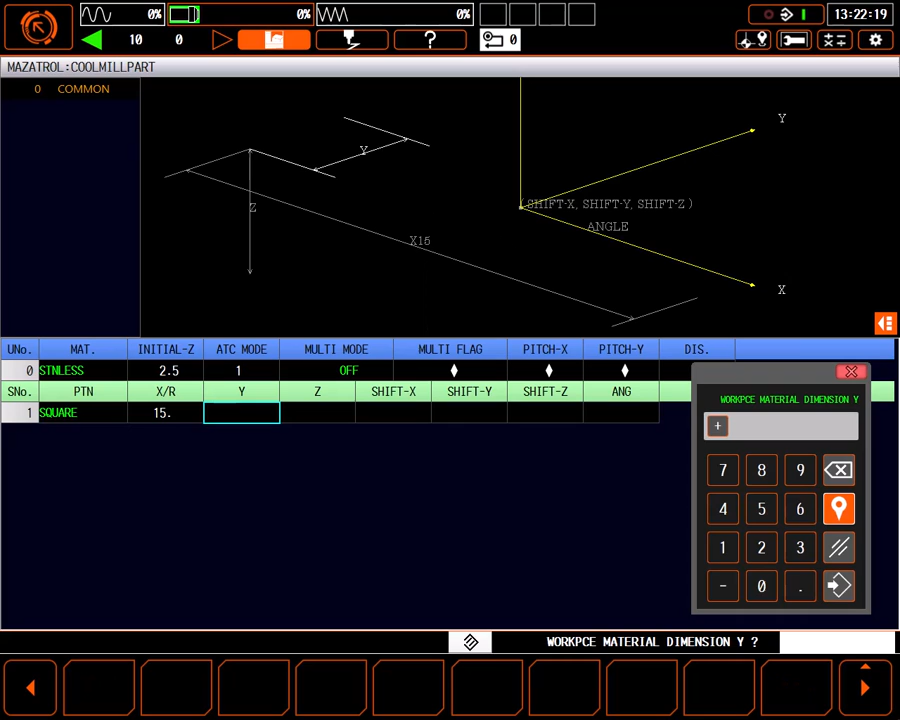 0% 0% 0% 13:22:19
10 0 ? 0
MAZATROL:COOLMILLPART
0 COMMON
Y
Y
Z
( SHIFT-X, SHIFT-Y, SHIFT-Z )
ANGLE
X15
X
UNo. MAT. INITIAL-Z ATC MODE MULTI MODE MULTI FLAG PITCH-X PITCH-Y DIS.
0 STNLESS 2.5 1 OFF ♦ ♦ ♦
SNo. PTN X/R Y Z SHIFT-X SHIFT-Y SHIFT-Z ANG
1 SQUARE 15.
WORKPCE MATERIAL DIMENSION Y
+
7 8 9
4 5 6
1 2 3
- 0 .
WORKPCE MATERIAL DIMENSION Y ?